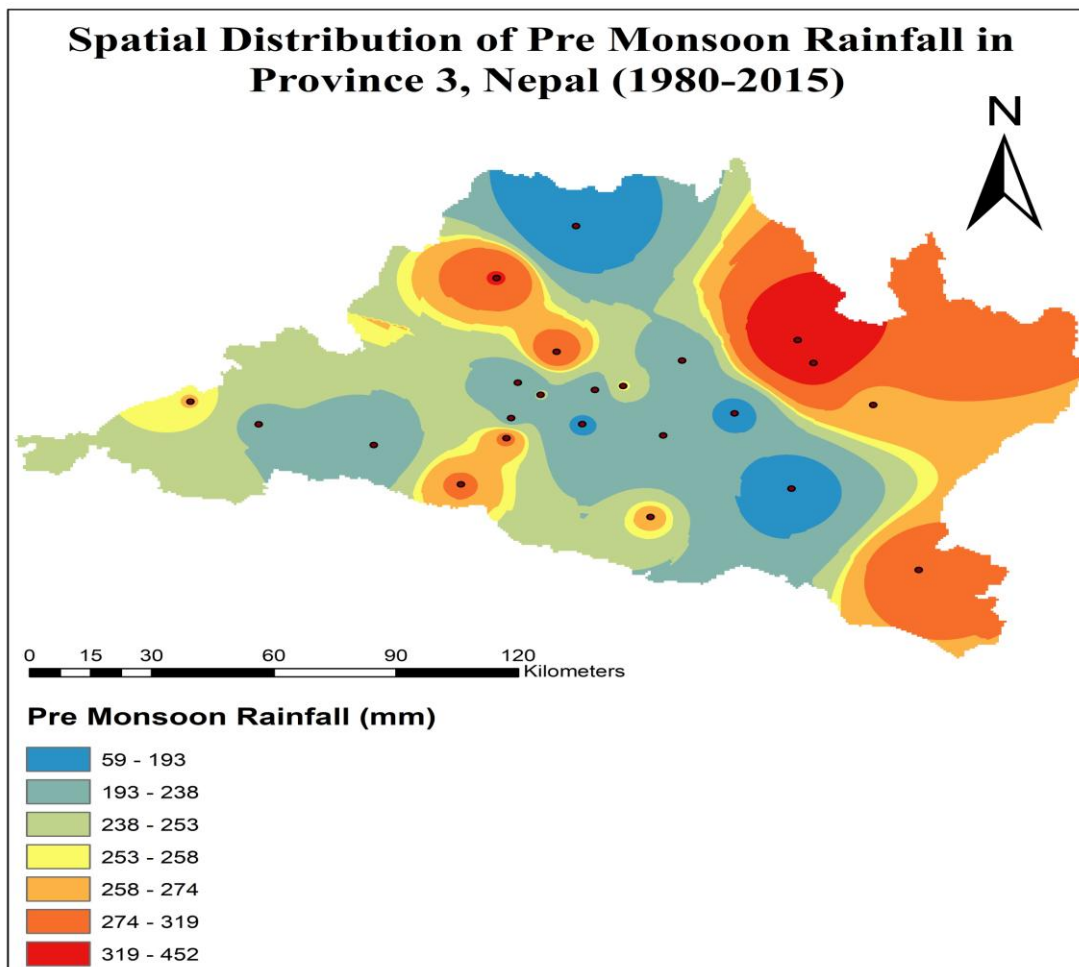 Spatial Distribution of Pre Monsoon Rainfall in
Province 3, Nepal (1980-2015)
N
0 15 30 60 90 120
Kilometers
Pre Monsoon Rainfall (mm)
59 - 193
193 - 238
238 - 253
253 - 258
258 - 274
274 - 319
319 - 452